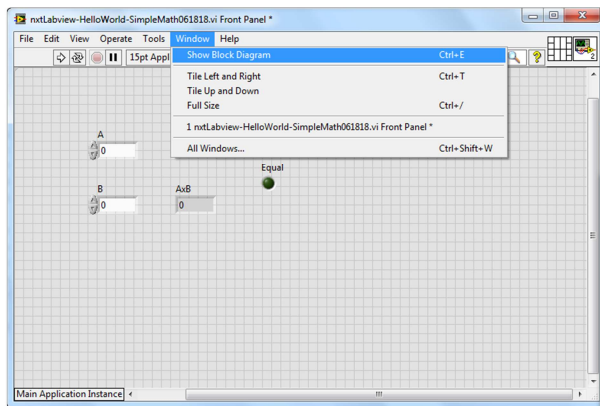 nxtLabview-HelloWorld-SimpleMath061818.vi Front Panel *
File Edit View Operate Tools Window Help
15pt Appl
Show Block Diagram Ctrl+E
Tile Left and Right Ctrl+T
Tile Up and Down
Full Size Ctrl+/
1 nxtLabview-HelloWorld-SimpleMath061818.vi Front Panel *
All Windows... Ctrl+Shift+W
2
A
0
Equal
B AxB
0 0
Main Application Instance